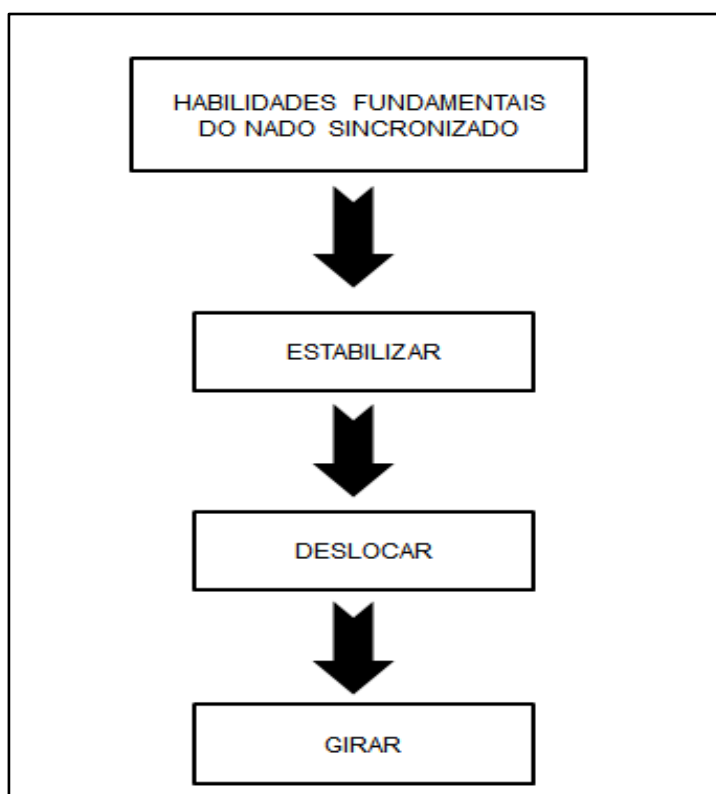 HABILIDADES FUNDAMENTAIS
DO NADO SINCRONIZADO
ESTABILIZAR
DESLOCAR
GIRAR